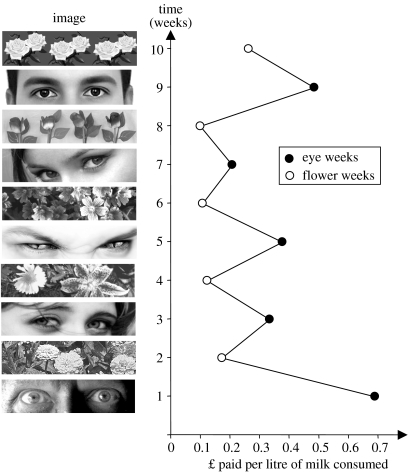 image
time
(weeks)
10
9
8
7
6
5
4
3
2
1
eye weeks
flower weeks
0 0.1 0.2 0.3 0.4 0.5 0.6 0.7
£ paid per litre of milk consumed